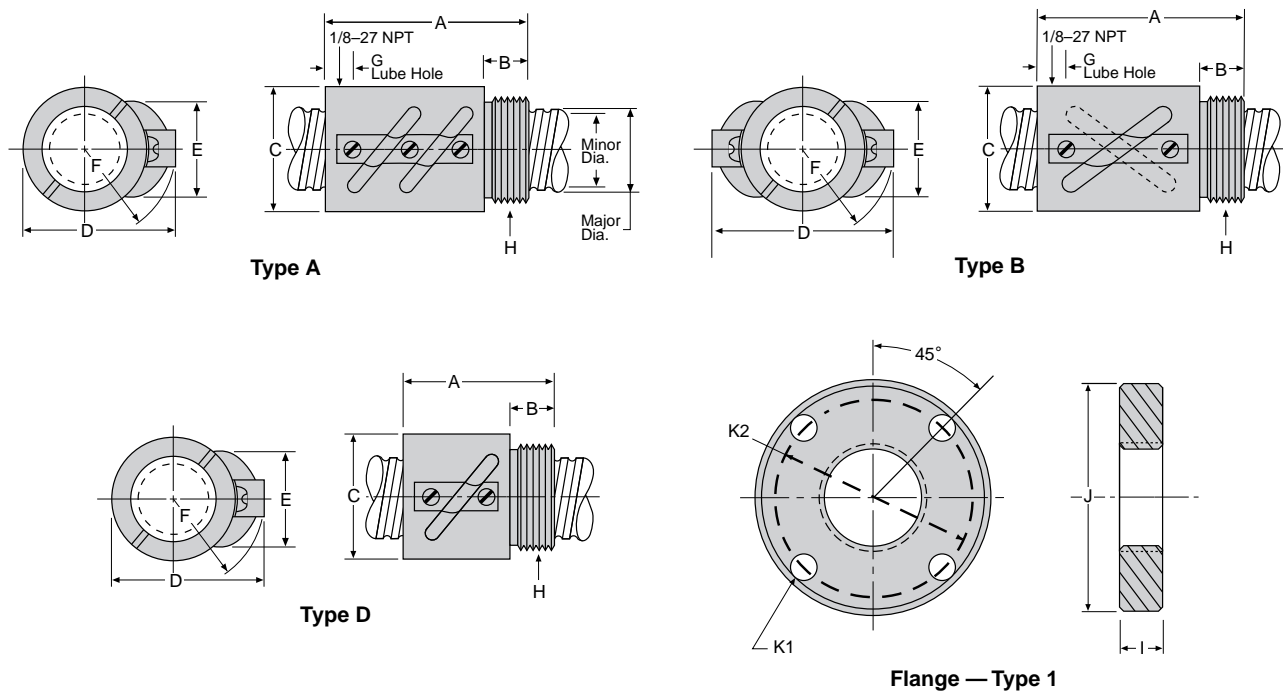 A
1/8–27 NPT
G
Lube Hole
B
E
F
C
D
Minor
Dia.
Major
Dia.
H
Type A
A
1/8–27 NPT
G
Lube Hole
B
E
F
C
D
H
Type B
A
B
E
F
C
D
H
Type D
45°
K2
J
K1
I
Flange — Type 1